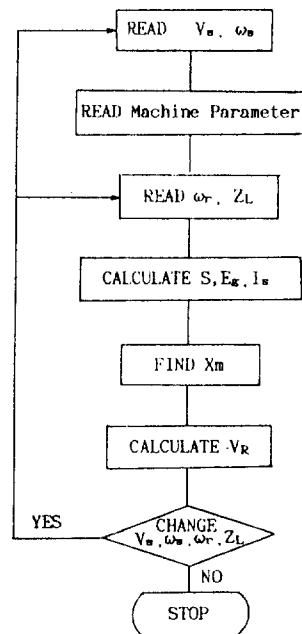 READ Vs, ωs
READ Machine Parameter
READ ωr, ZL
CALCULATE S, Eg, Is
FIND Xm
CALCULATE VR
YES
CHANGE
Vs, ωs, ωr, ZL
NO
STOP